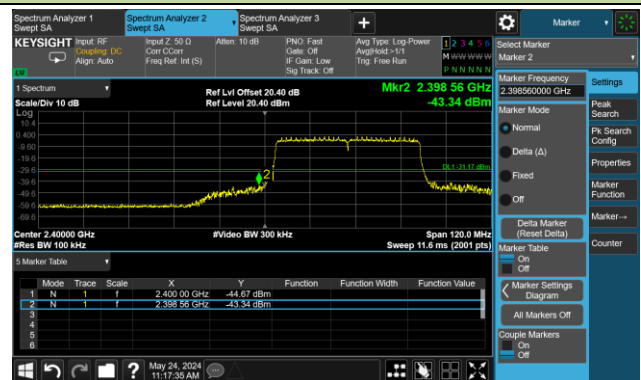 Spectrum Analyzer 1
Swept SA
Spectrum Analyzer 2
Swept SA
Spectrum Analyzer 3
Swept SA
Marker
KEYSIGHT
Input: RF
Coupling: DC
Align: Auto
Input Z: 50 Ω
Corr CCorr
Freq Ref: Int (S)
Atten: 10 dB
PNO: Fast
Gate: Off
IF Gain: Low
Sig Track: Off
Avg Type: Log-Power
Avg|Hold:>1/1
Trig: Free Run
1 2 3 4 5 6
M W W W W W
P N N N N N
LW
Select Marker
Marker 2
1 Spectrum
Scale/Div 10 dB
Log
Ref Lvl Offset 20.40 dB
Ref Level 20.40 dBm
Mkr2 2.398 56 GHz
-43.34 dBm
10.4
0.400
-9.60
-19.6
-29.6
-39.6
-49.6
-59.6
-69.6
DL1 -31.17 dBm
2
Center 2.40000 GHz
#Res BW 100 kHz
#Video BW 300 kHz
Span 120.0 MHz
Sweep 11.6 ms (2001 pts)
5 Marker Table
Mode Trace Scale X Y Function Function Width Function Value
1 N 1 f 2.400 00 GHz -44.67 dBm
2 N 1 f 2.398 56 GHz -43.34 dBm
3
4
5
6
Marker Frequency
2.398560000 GHz
Marker Mode
Normal
Delta (Δ)
Fixed
Off
Delta Marker
(Reset Delta)
Marker Table
On
Off
Marker Settings
Diagram
All Markers Off
Couple Markers
On
Off
Settings
Peak
Search
Pk Search
Config
Properties
Marker
Function
Marker→
Counter
May 24, 2024
11:17:35 AM